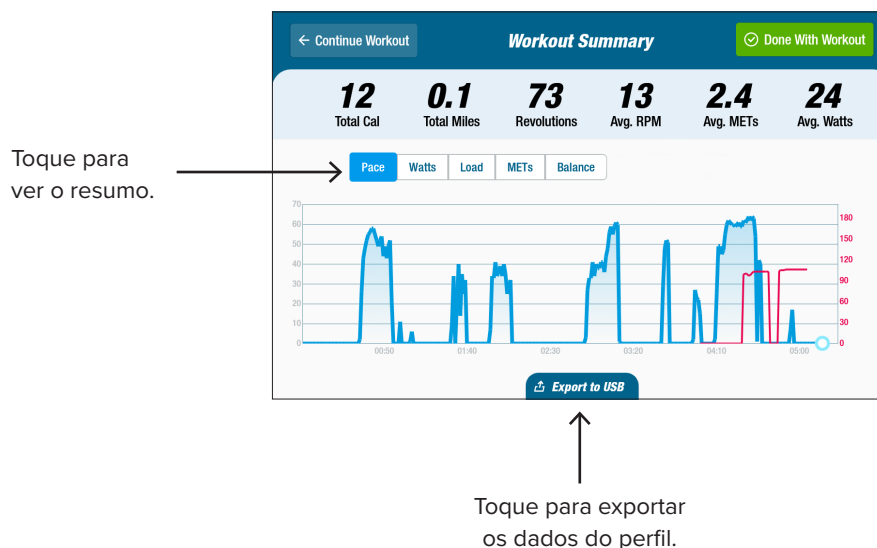 ← Continue Workout
Workout Summary
Done With Workout
12 0.1 73 13 2.4 24
Total Cal Total Miles Revolutions Avg. RPM Avg. METs Avg. Watts
Toque para
ver o resumo.
Pace Watts Load METs Balance
70
60
50
40
30
20
10
0
180
150
120
90
60
30
0
00:50 01:40 02:30 03:20 04:10 05:00
Export to USB
Toque para exportar
os dados do perfil.